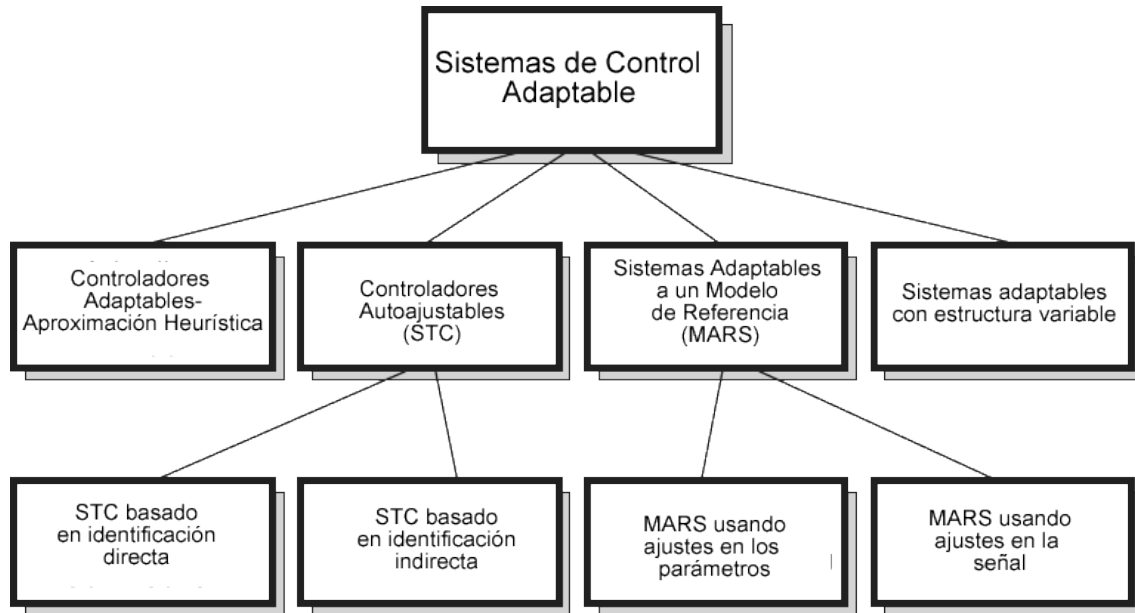 Sistemas de Control
Adaptable
Controladores
Adaptables-
Aproximación Heurística
Controladores
Autoajustables
(STC)
Sistemas Adaptables
a un Modelo
de Referencia
(MARS)
Sistemas adaptables
con estructura variable
STC basado
en identificación
directa
STC basado
en identificación
indirecta
MARS usando
ajustes en los
parámetros
MARS usando
ajustes en la
señal